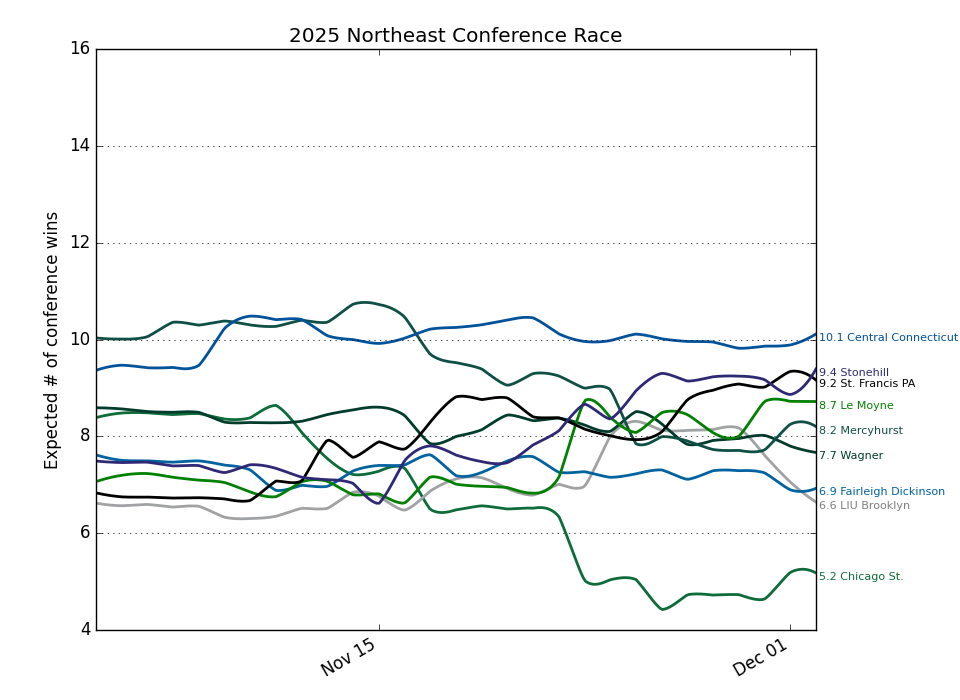 2025 Northeast Conference Race
Expected # of conference wins
16
14
12
10
8
6
4
10.1 Central Connecticut
9.4 Stonehill
9.2 St. Francis PA
8.7 Le Moyne
8.2 Mercyhurst
7.7 Wagner
6.9 Fairleigh Dickinson
6.6 LIU Brooklyn
5.2 Chicago St.
Nov 15
Dec 01